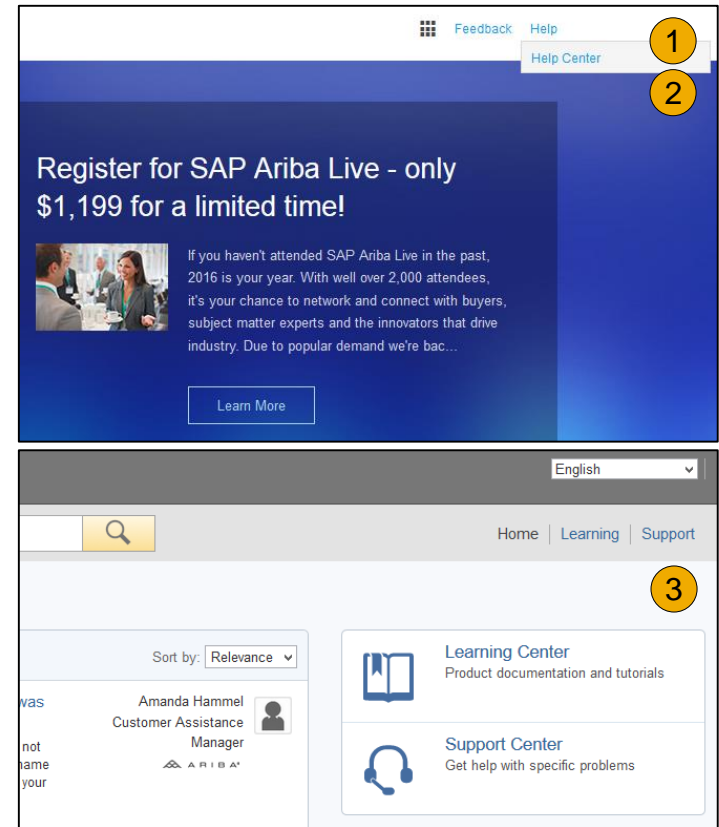 Feedback Help
1
Help Center
2
Register for SAP Ariba Live - only
$1,199 for a limited time!
If you haven't attended SAP Ariba Live in the past,
2016 is your year. With well over 2,000 attendees,
it's your chance to network and connect with buyers,
subject matter experts and the innovators that drive
industry. Due to popular demand we're bac...
Learn More
English
Home | Learning | Support
3
Sort by: Relevance
was
not
name
your
Amanda Hammel
Customer Assistance
Manager
ARIBA
Learning Center
Product documentation and tutorials
Support Center
Get help with specific problems